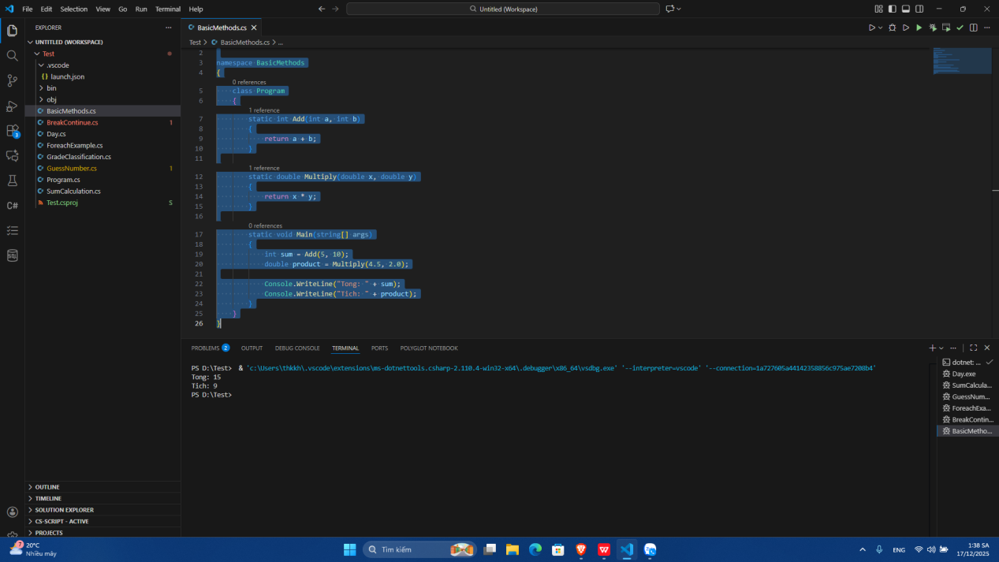 File Edit Selection View Go Run Terminal Help
Untitled (Workspace)
EXPLORER
UNTITLED (WORKSPACE)
Test
.vscode
launch.json
bin
obj
BasicMethods.cs
BreakContinue.cs 1
Day.cs
ForeachExample.cs
GradeClassification.cs
GuessNumber.cs 1
Program.cs
SumCalculation.cs
Test.csproj S
3
C#
OUTLINE
TIMELINE
SOLUTION EXPLORER
CS-SCRIPT - ACTIVE
PROJECTS
BasicMethods.cs
Test > BasicMethods.cs > ...
2
3 namespace BasicMethods
4 {
0 references
5 class Program
6 {
1 reference
7 static int Add(int a, int b)
8 {
9 return a + b;
10 }
11
1 reference
12 static double Multiply(double x, double y)
13 {
14 return x * y;
15 }
16
0 references
17 static void Main(string[] args)
18 {
19 int sum = Add(5, 10);
20 double product = Multiply(4.5, 2.0);
21
22 Console.WriteLine("Tong: " + sum);
23 Console.WriteLine("Tich: " + product);
24 }
25 }
26 }
PROBLEMS 2 OUTPUT DEBUG CONSOLE TERMINAL PORTS POLYGLOT NOTEBOOK
PS D:\Test> & 'c:\Users\thkkh\.vscode\extensions\ms-dotnettools.csharp-2.110.4-win32-x64\.debugger\x86_64\vsdbg.exe' '--interpreter=vscode' '--connection=1a727605a44142358856c975ae7208b4'
Tong: 15
Tich: 9
PS D:\Test>
dotnet: ...
Day.exe
SumCalcula...
GuessNum...
ForeachExa...
BreakContin...
BasicMetho...
7
20°C
Nhiều mây
Tìm kiếm
ENG
1:38 SA
17/12/2025